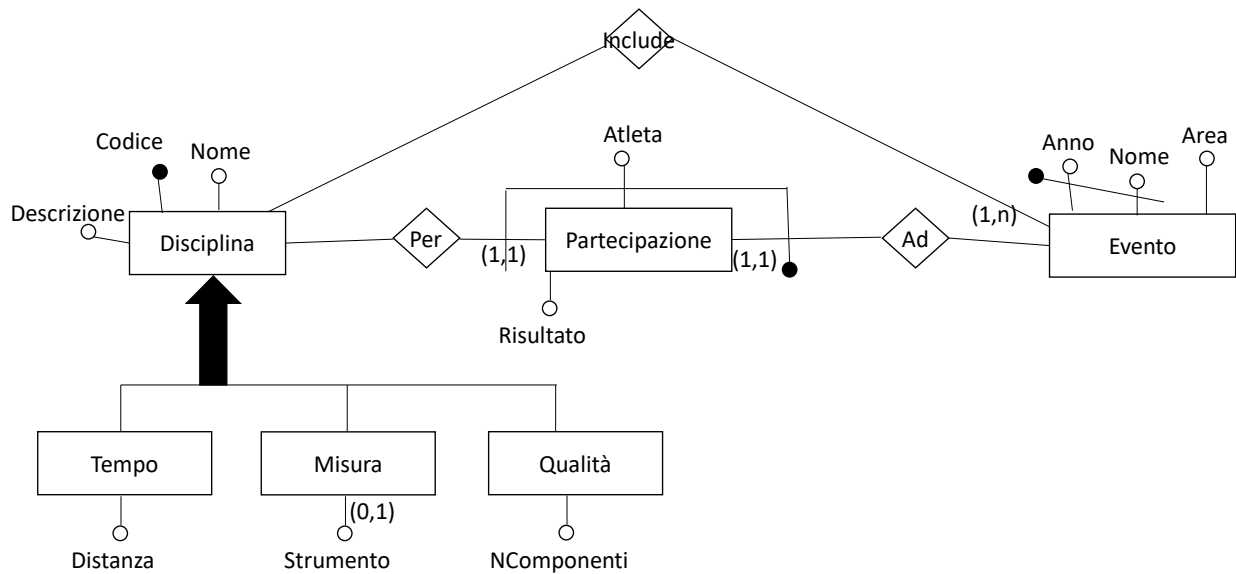 Include
Atleta
Codice
Nome
Anno
Nome
Area
Descrizione
Disciplina
Per
(1,1)
Partecipazione
(1,1)
Ad
(1,n)
Evento
Risultato
Tempo
Misura
Qualità
(0,1)
Distanza
Strumento
NComponenti